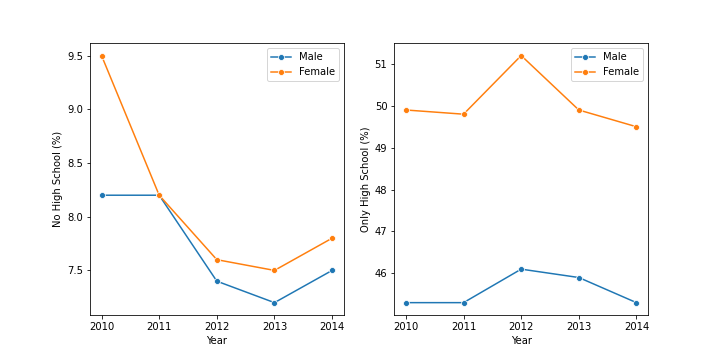 No High School (%)
9.5
9.0
8.5
8.0
7.5
2010 2011 2012 2013 2014
Year
Male
Female
Only High School (%)
51
50
49
48
47
46
2010 2011 2012 2013 2014
Year
Male
Female